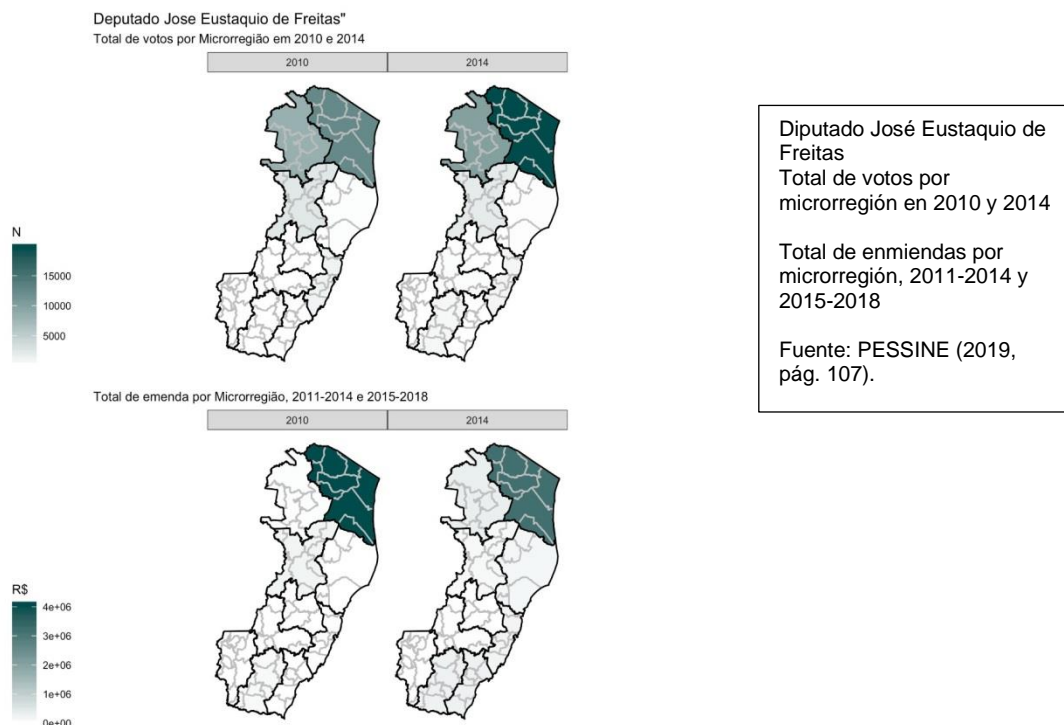 Deputado Jose Eustaquio de Freitas"
Total de votos por Microrregião em 2010 e 2014
2010
2014
N
15000
10000
5000
Total de emenda por Microrregião, 2011-2014 e 2015-2018
2010
2014
R$
4e+06
3e+06
2e+06
1e+06
0e+00
Diputado José Eustaquio de
Freitas
Total de votos por
microrregión en 2010 y 2014
Total de enmiendas por
microrregión, 2011-2014 y
2015-2018
Fuente: PESSINE (2019,
pág. 107).